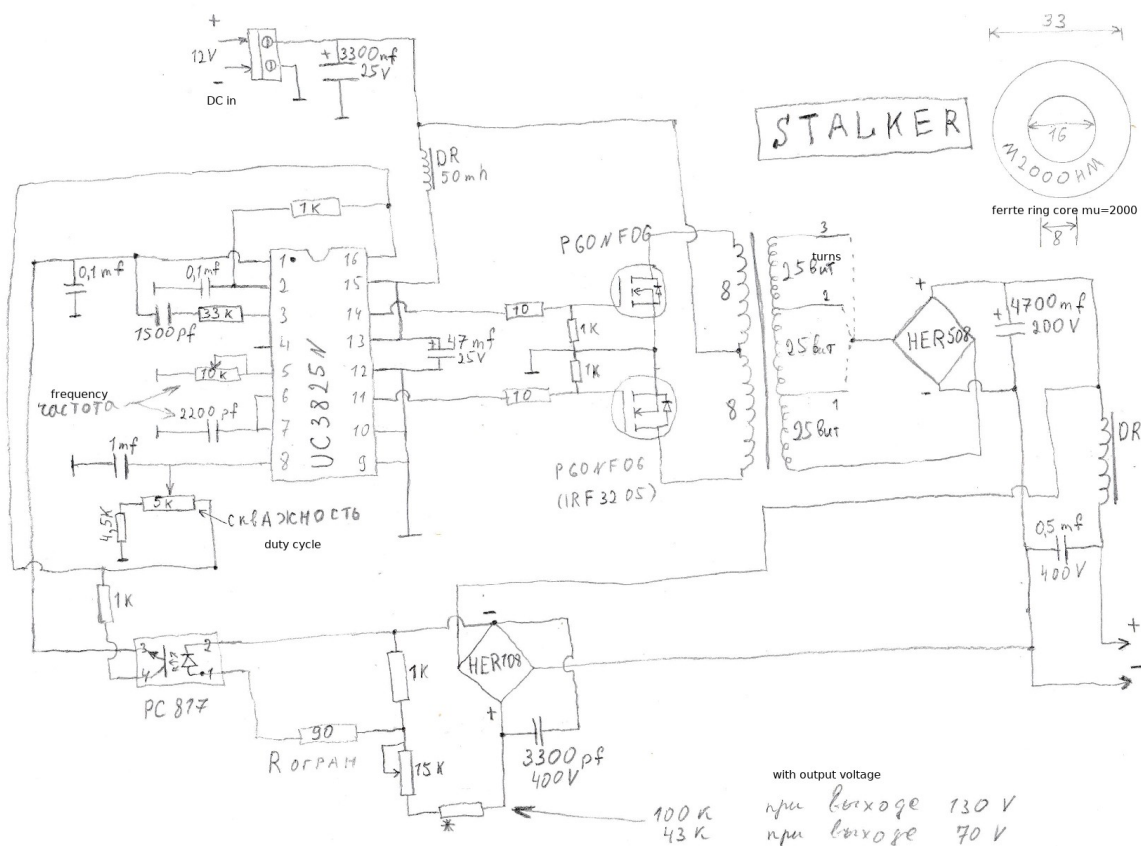 +
12V
-
DC in
+ 3300mf
25V
DR
50mh
STALKER
33
16
M2000HM
ferrte ring core mu=2000
8
1K
0,1mf
0,1mf
33K
1500pf
10K
frequency
частота
2200pf
1mf
5K
4,5K
скважность
duty cycle
1K
1 16
2 15
3 14
4 13
5 12
6 11
7 10
8 9
UC3825N
+ 47mf
25V
10
10
1K
1K
P60NF06
P60NF06
(IRF3205)
8
8
3
turns
25вит
2
25вит
1
25вит
+
HER508
-
+ 4700mf
200V
DR
0,5mf
400V
+
-
3 2
4 1
PC 817
1K
90
R огран
15K
*
-
HER108
+
3300pf
400V
with output voltage
100K при выходе 130V
43K при выходе 70V